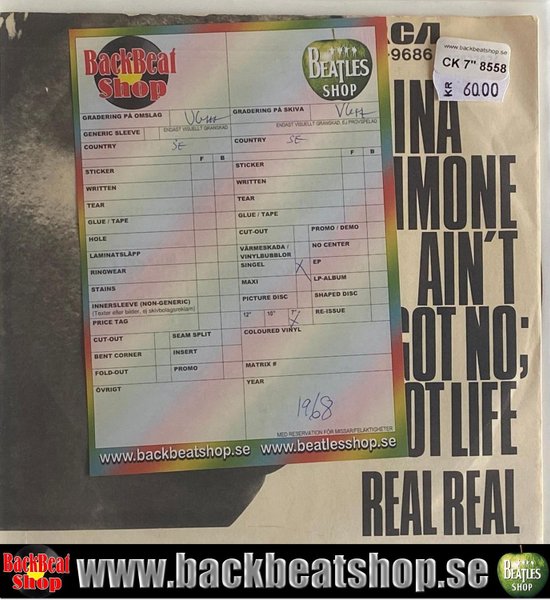 RCA
-9686
www.backbeatshop.se
CK 7" 8558
KR 60.00
INA
IMONE
AIN'T
GOT NO;
OT LIFE
REAL REAL
BackBeat
Shop
BEATLES
SHOP
GRADERING PÅ OMSLAG
GRADERING PÅ SKIVA
GENERIC SLEEVE
ENDAST VISUELLT GRANSKAD
ENDAST VISUELLT GRANSKAD, EJ PROVSPELAD
COUNTRY SE
COUNTRY SE
F B
F B
STICKER
STICKER
WRITTEN
WRITTEN
TEAR
TEAR
GLUE / TAPE
GLUE / TAPE
HOLE
CUT-OUT
PROMO / DEMO
LAMINATSLÄPP
VÄRMESKADA /
VINYLBUBBLOR
NO CENTER
RINGWEAR
SINGEL X
EP
STAINS
MAXI
LP-ALBUM
INNERSLEEVE (NON-GENERIC)
(Texter eller bilder, ej skivbolagsreklam)
PICTURE DISC
SHAPED DISC
PRICE TAG
12" 10" 7" X
RE-ISSUE
CUT-OUT
SEAM SPLIT
COLOURED VINYL
BENT CORNER
INSERT
FOLD-OUT
PROMO
MATRIX #
ÖVRIGT
YEAR
1968
MED RESERVATION FÖR MISSAR/FELAKTIGHETER
www.backbeatshop.se www.beatlesshop.se
BackBeat
Shop
www.backbeatshop.se
BEATLES
SHOP